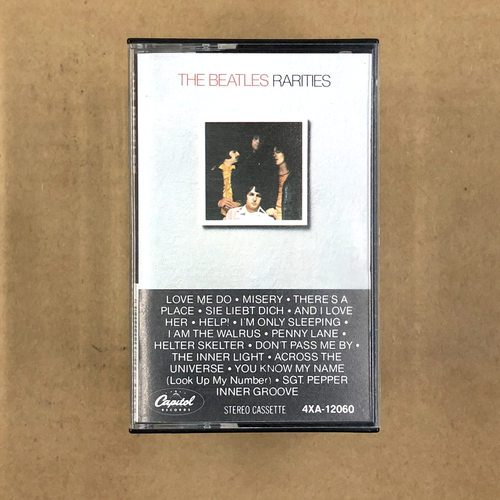 THE BEATLES RARITIES
LOVE ME DO • MISERY • THERE'S A
PLACE • SIE LIEBT DICH • AND I LOVE
HER • HELP! • I'M ONLY SLEEPING •
I AM THE WALRUS • PENNY LANE •
HELTER SKELTER • DON'T PASS ME BY •
THE INNER LIGHT • ACROSS THE
UNIVERSE • YOU KNOW MY NAME
(Look Up My Number) • SGT. PEPPER
INNER GROOVE
Capitol
RECORDS
STEREO CASSETTE 4XA-12060